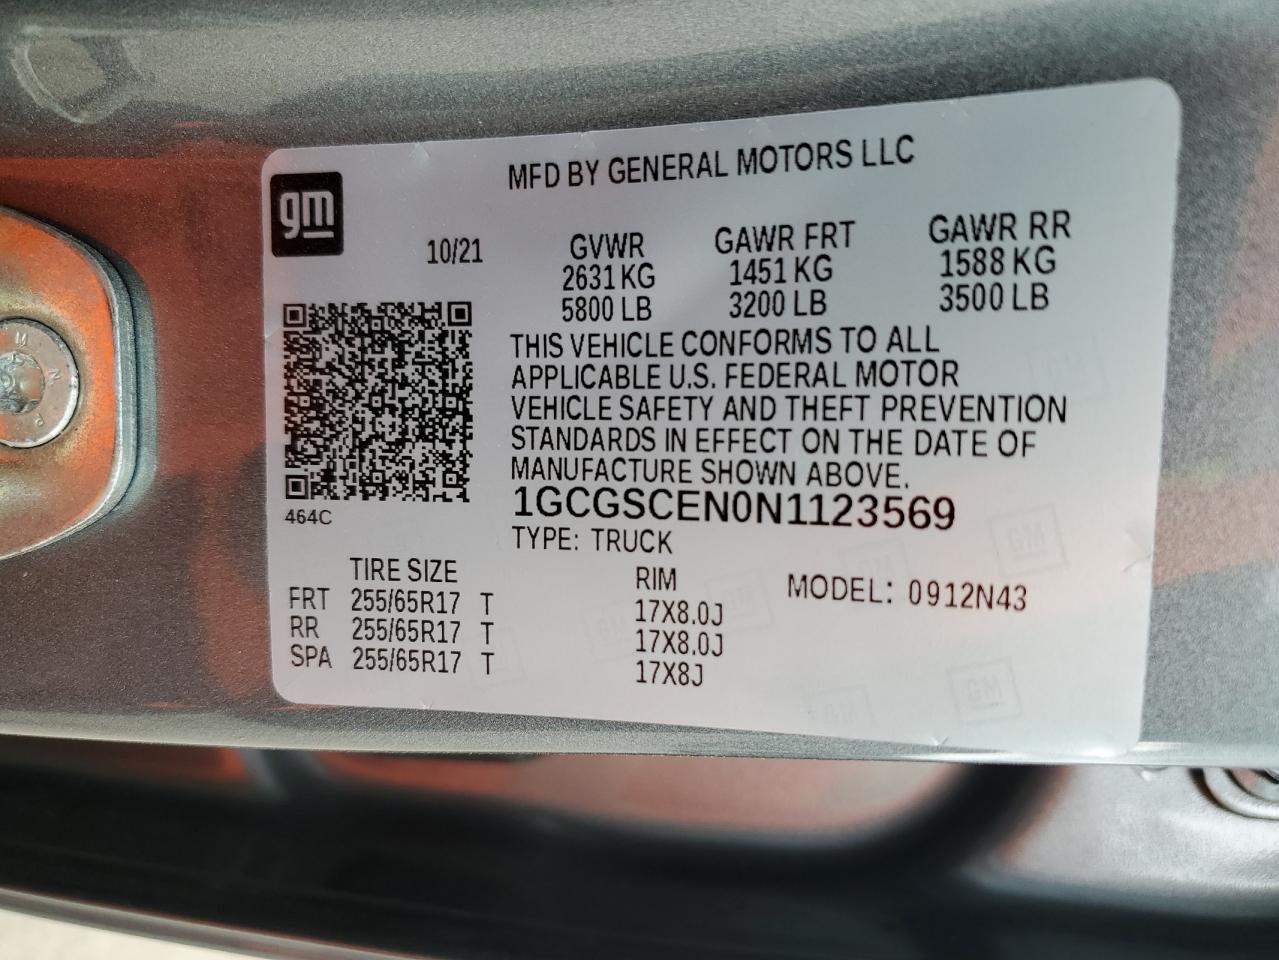 gm
MFD BY GENERAL MOTORS LLC
10/21 GVWR GAWR FRT GAWR RR
2631 KG 1451 KG 1588 KG
5800 LB 3200 LB 3500 LB
THIS VEHICLE CONFORMS TO ALL
APPLICABLE U.S. FEDERAL MOTOR
VEHICLE SAFETY AND THEFT PREVENTION
STANDARDS IN EFFECT ON THE DATE OF
MANUFACTURE SHOWN ABOVE.
464C
1GCGSCEN0N1123569
TYPE: TRUCK
TIRE SIZE RIM MODEL: 0912N43
FRT 255/65R17 T 17X8.0J
RR 255/65R17 T 17X8.0J
SPA 255/65R17 T 17X8J
GM
GM